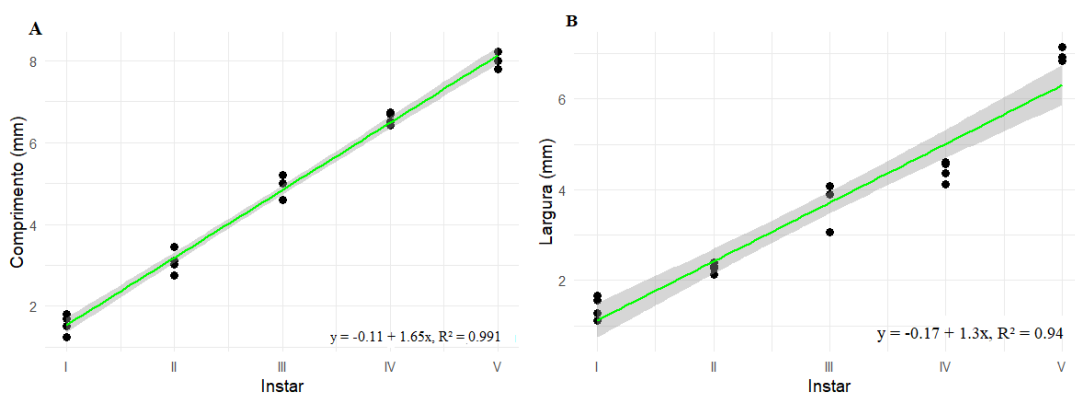 A
Comprimento (mm)
8
6
4
2
y = -0.11 + 1.65x, R² = 0.991
I II III IV V
Instar
B
Largura (mm)
6
4
2
y = -0.17 + 1.3x, R² = 0.94
I II III IV V
Instar